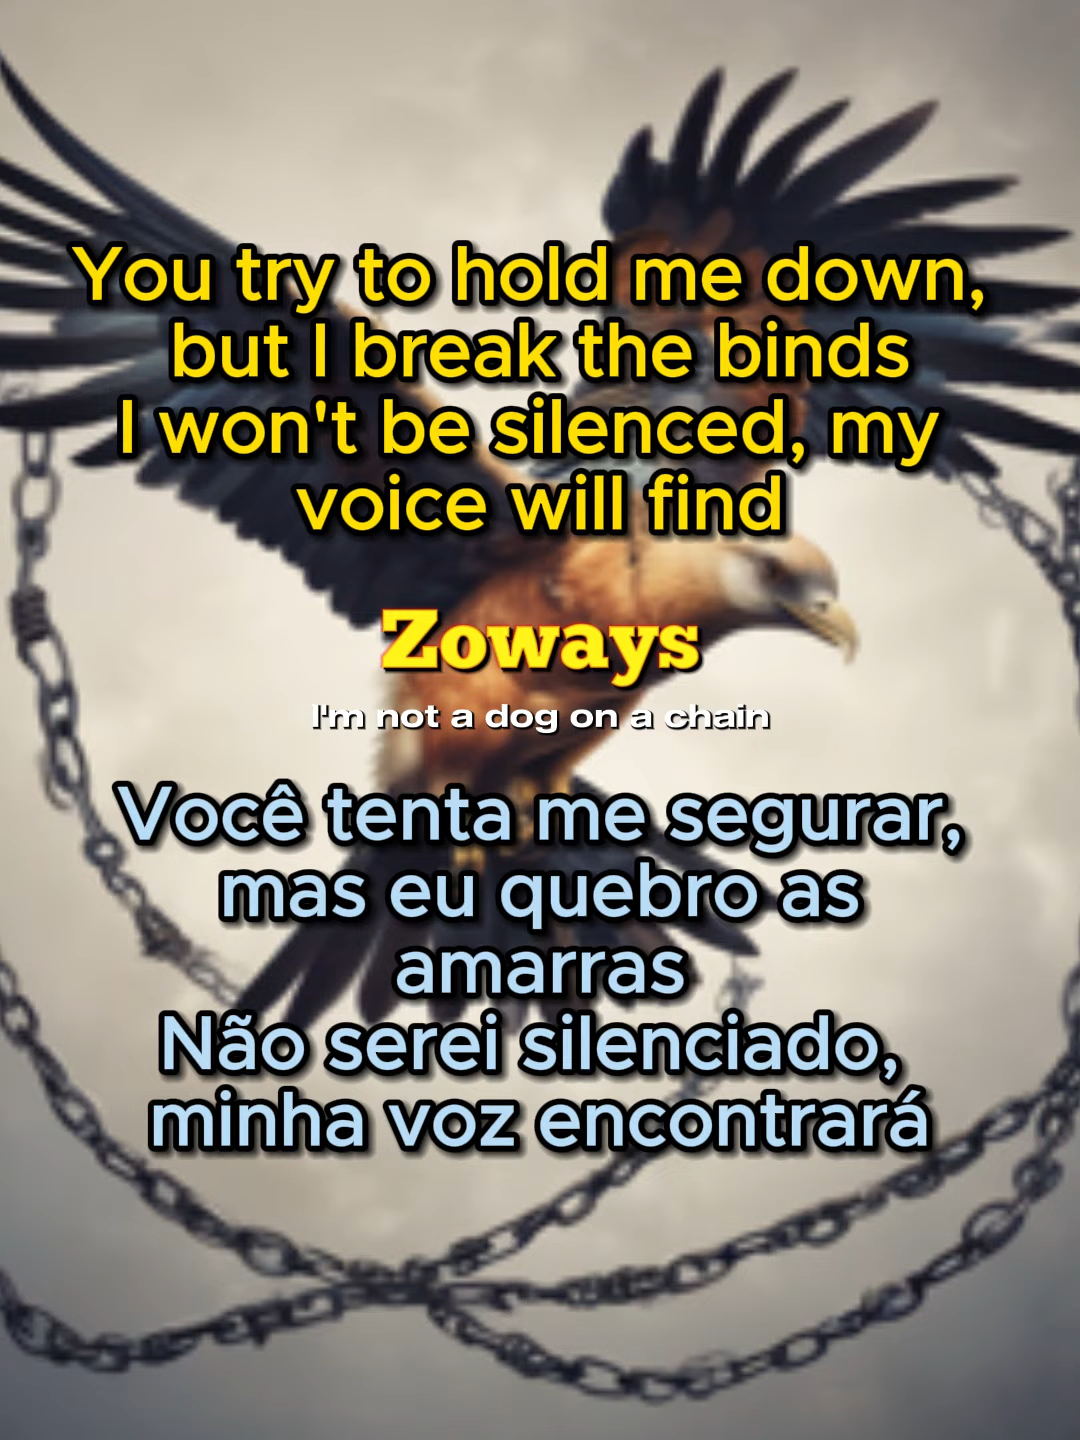 You try to hold me down,
but I break the binds
I won't be silenced, my
voice will find
Zoways
I'm not a dog on a chain
Você tenta me segurar,
mas eu quebro as
amarras
Não serei silenciado,
minha voz encontrará